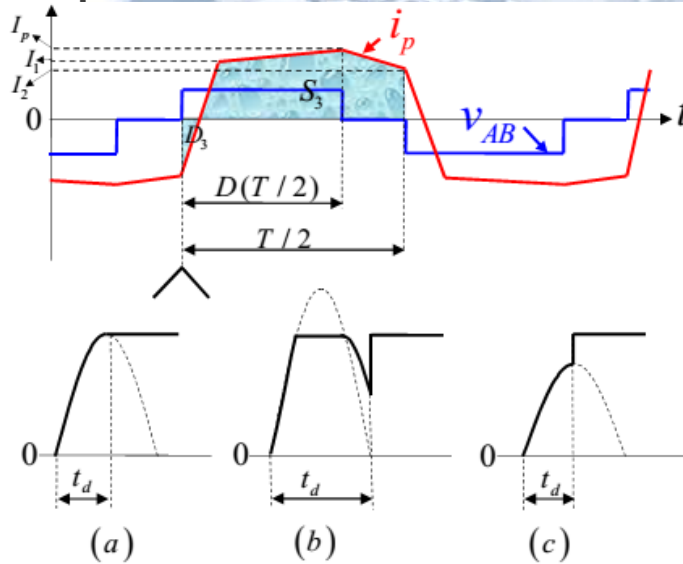 I_p
I_1
I_2
i_p
0
S_3
D_3
v_AB
t
D(T / 2)
T / 2
0
0
0
t_d
t_d
t_d
(a)
(b)
(c)